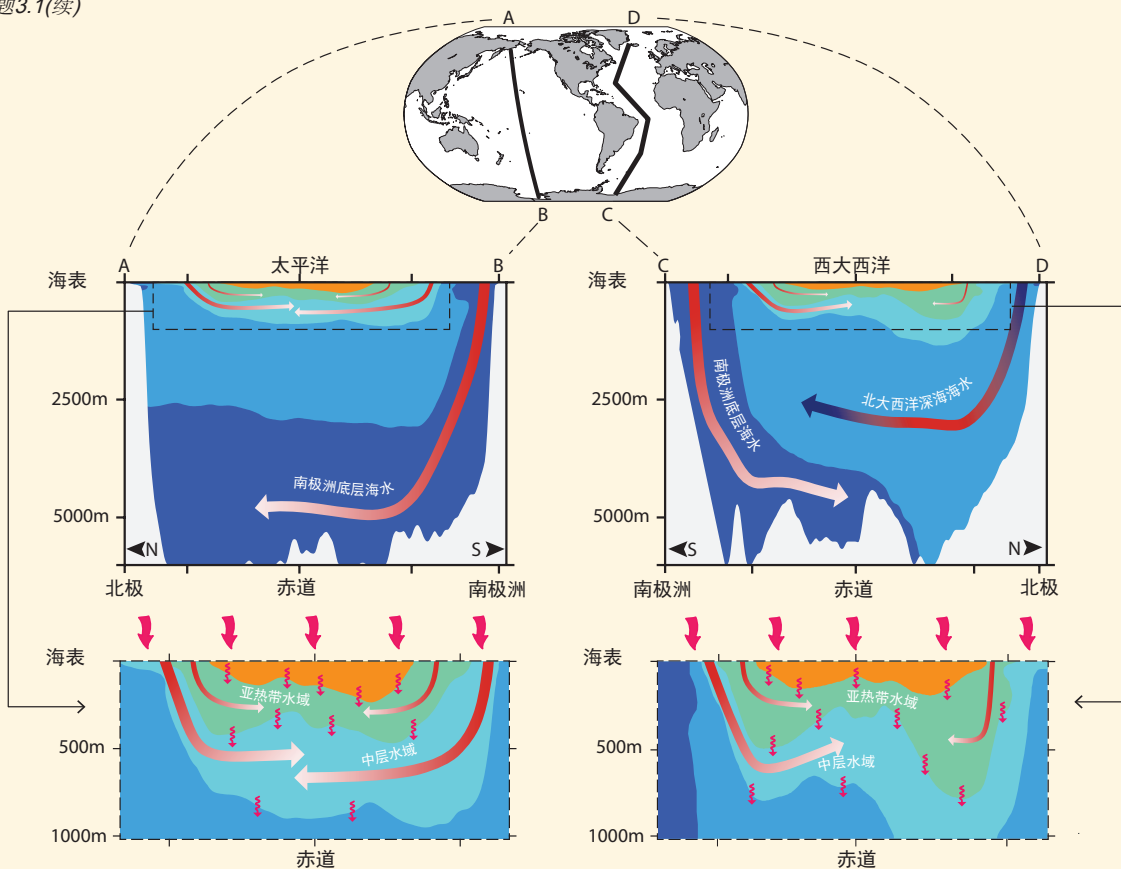 题3.1(续)
A
D
B
C
A
太平洋
B
C
西大西洋
D
海表
2500m
5000m
南极洲底层海水
N
S
北极
赤道
南极洲
海表
2500m
5000m
南极洲底层海水
北大西洋深海海水
S
N
南极洲
赤道
北极
海表
500m
1000m
亚热带水域
中层水域
赤道
海表
500m
1000m
亚热带水域
中层水域
赤道